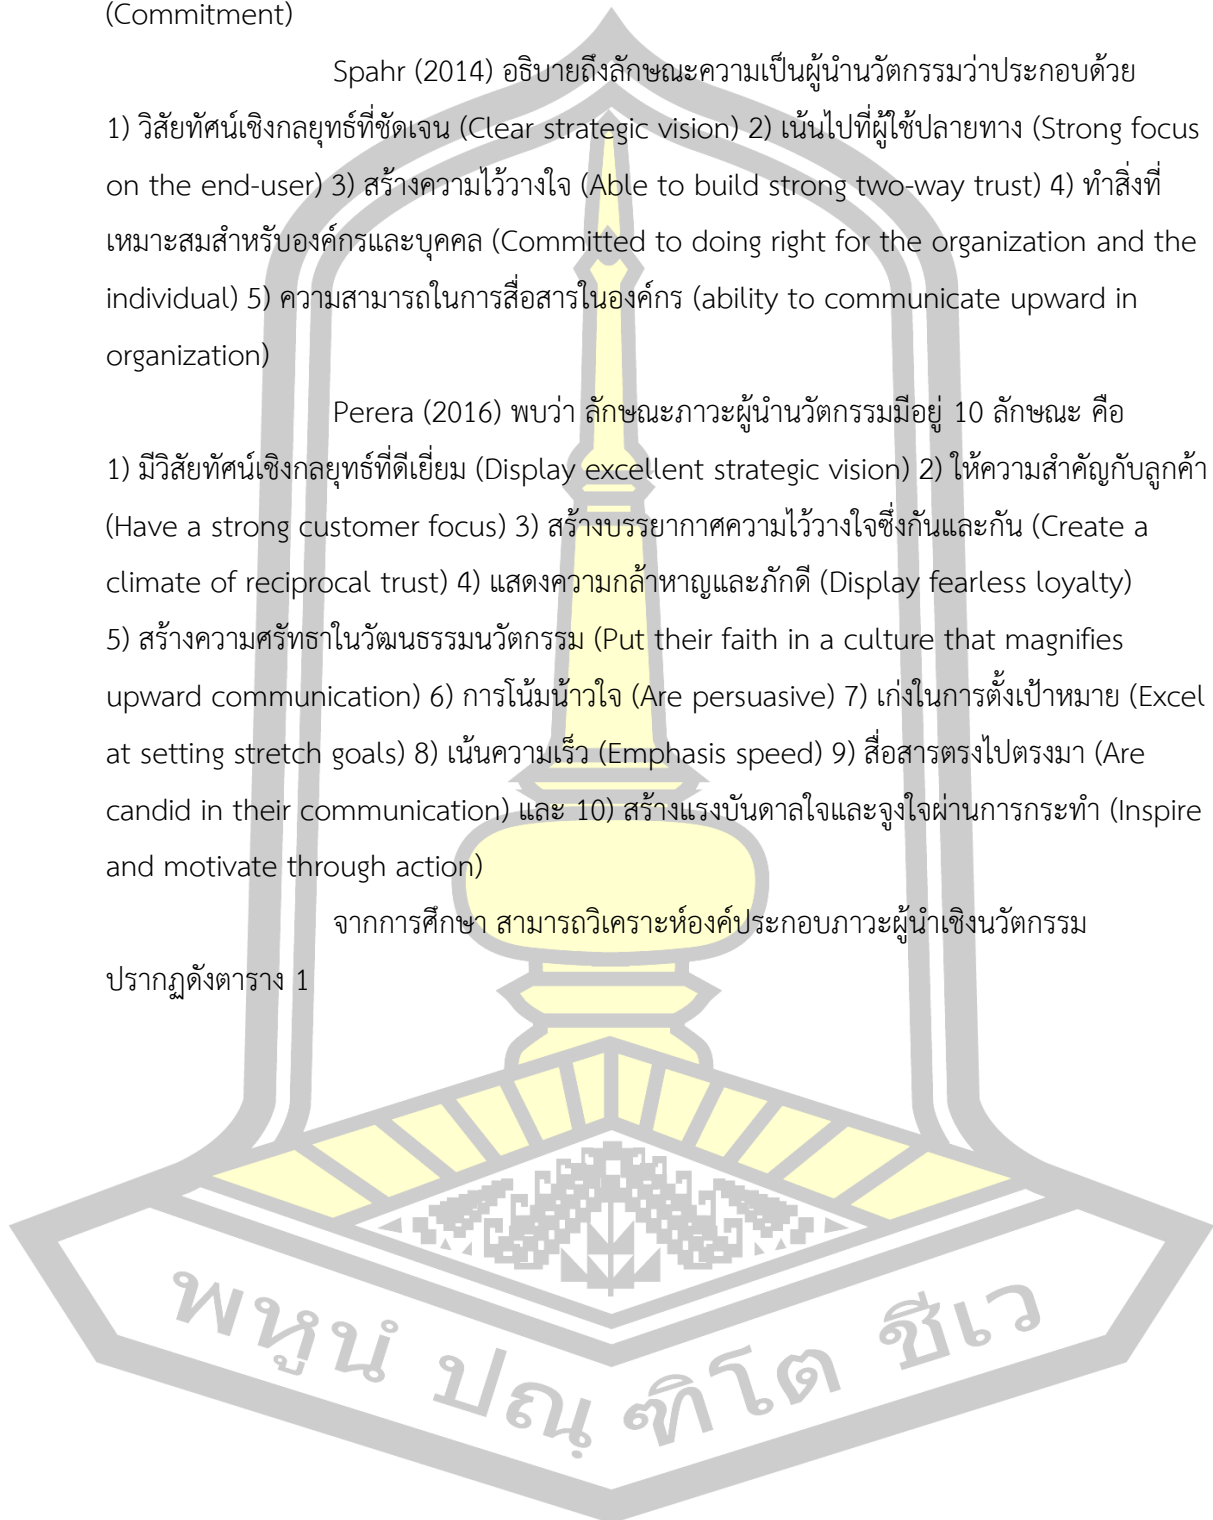 (Commitment)
Spahr (2014) อธิบายถึงลักษณะความเป็นผู้นำนวัตกรรมว่าประกอบด้วย
1) วิสัยทัศน์เชิงกลยุทธ์ที่ชัดเจน (Clear strategic vision) 2) เน้นไปที่ผู้ใช้ปลายทาง (Strong focus
on the end-user) 3) สร้างความไว้วางใจ (Able to build strong two-way trust) 4) ทำสิ่งที่
เหมาะสมสำหรับองค์กรและบุคคล (Committed to doing right for the organization and the
individual) 5) ความสามารถในการสื่อสารในองค์กร (ability to communicate upward in
organization)
Perera (2016) พบว่า ลักษณะภาวะผู้นำนวัตกรรมมีอยู่ 10 ลักษณะ คือ
1) มีวิสัยทัศน์เชิงกลยุทธ์ที่ดีเยี่ยม (Display excellent strategic vision) 2) ให้ความสำคัญกับลูกค้า
(Have a strong customer focus) 3) สร้างบรรยากาศความไว้วางใจซึ่งกันและกัน (Create a
climate of reciprocal trust) 4) แสดงความกล้าหาญและภักดี (Display fearless loyalty)
5) สร้างความศรัทธาในวัฒนธรรมนวัตกรรม (Put their faith in a culture that magnifies
upward communication) 6) การโน้มน้าวใจ (Are persuasive) 7) เก่งในการตั้งเป้าหมาย (Excel
at setting stretch goals) 8) เน้นความเร็ว (Emphasis speed) 9) สื่อสารตรงไปตรงมา (Are
candid in their communication) และ 10) สร้างแรงบันดาลใจและจูงใจผ่านการกระทำ (Inspire
and motivate through action)
จากการศึกษา สามารถวิเคราะห์องค์ประกอบภาวะผู้นำเชิงนวัตกรรม
ปรากฏดังตาราง 1
พหูนํ ปณฺฑิโต ชีเว